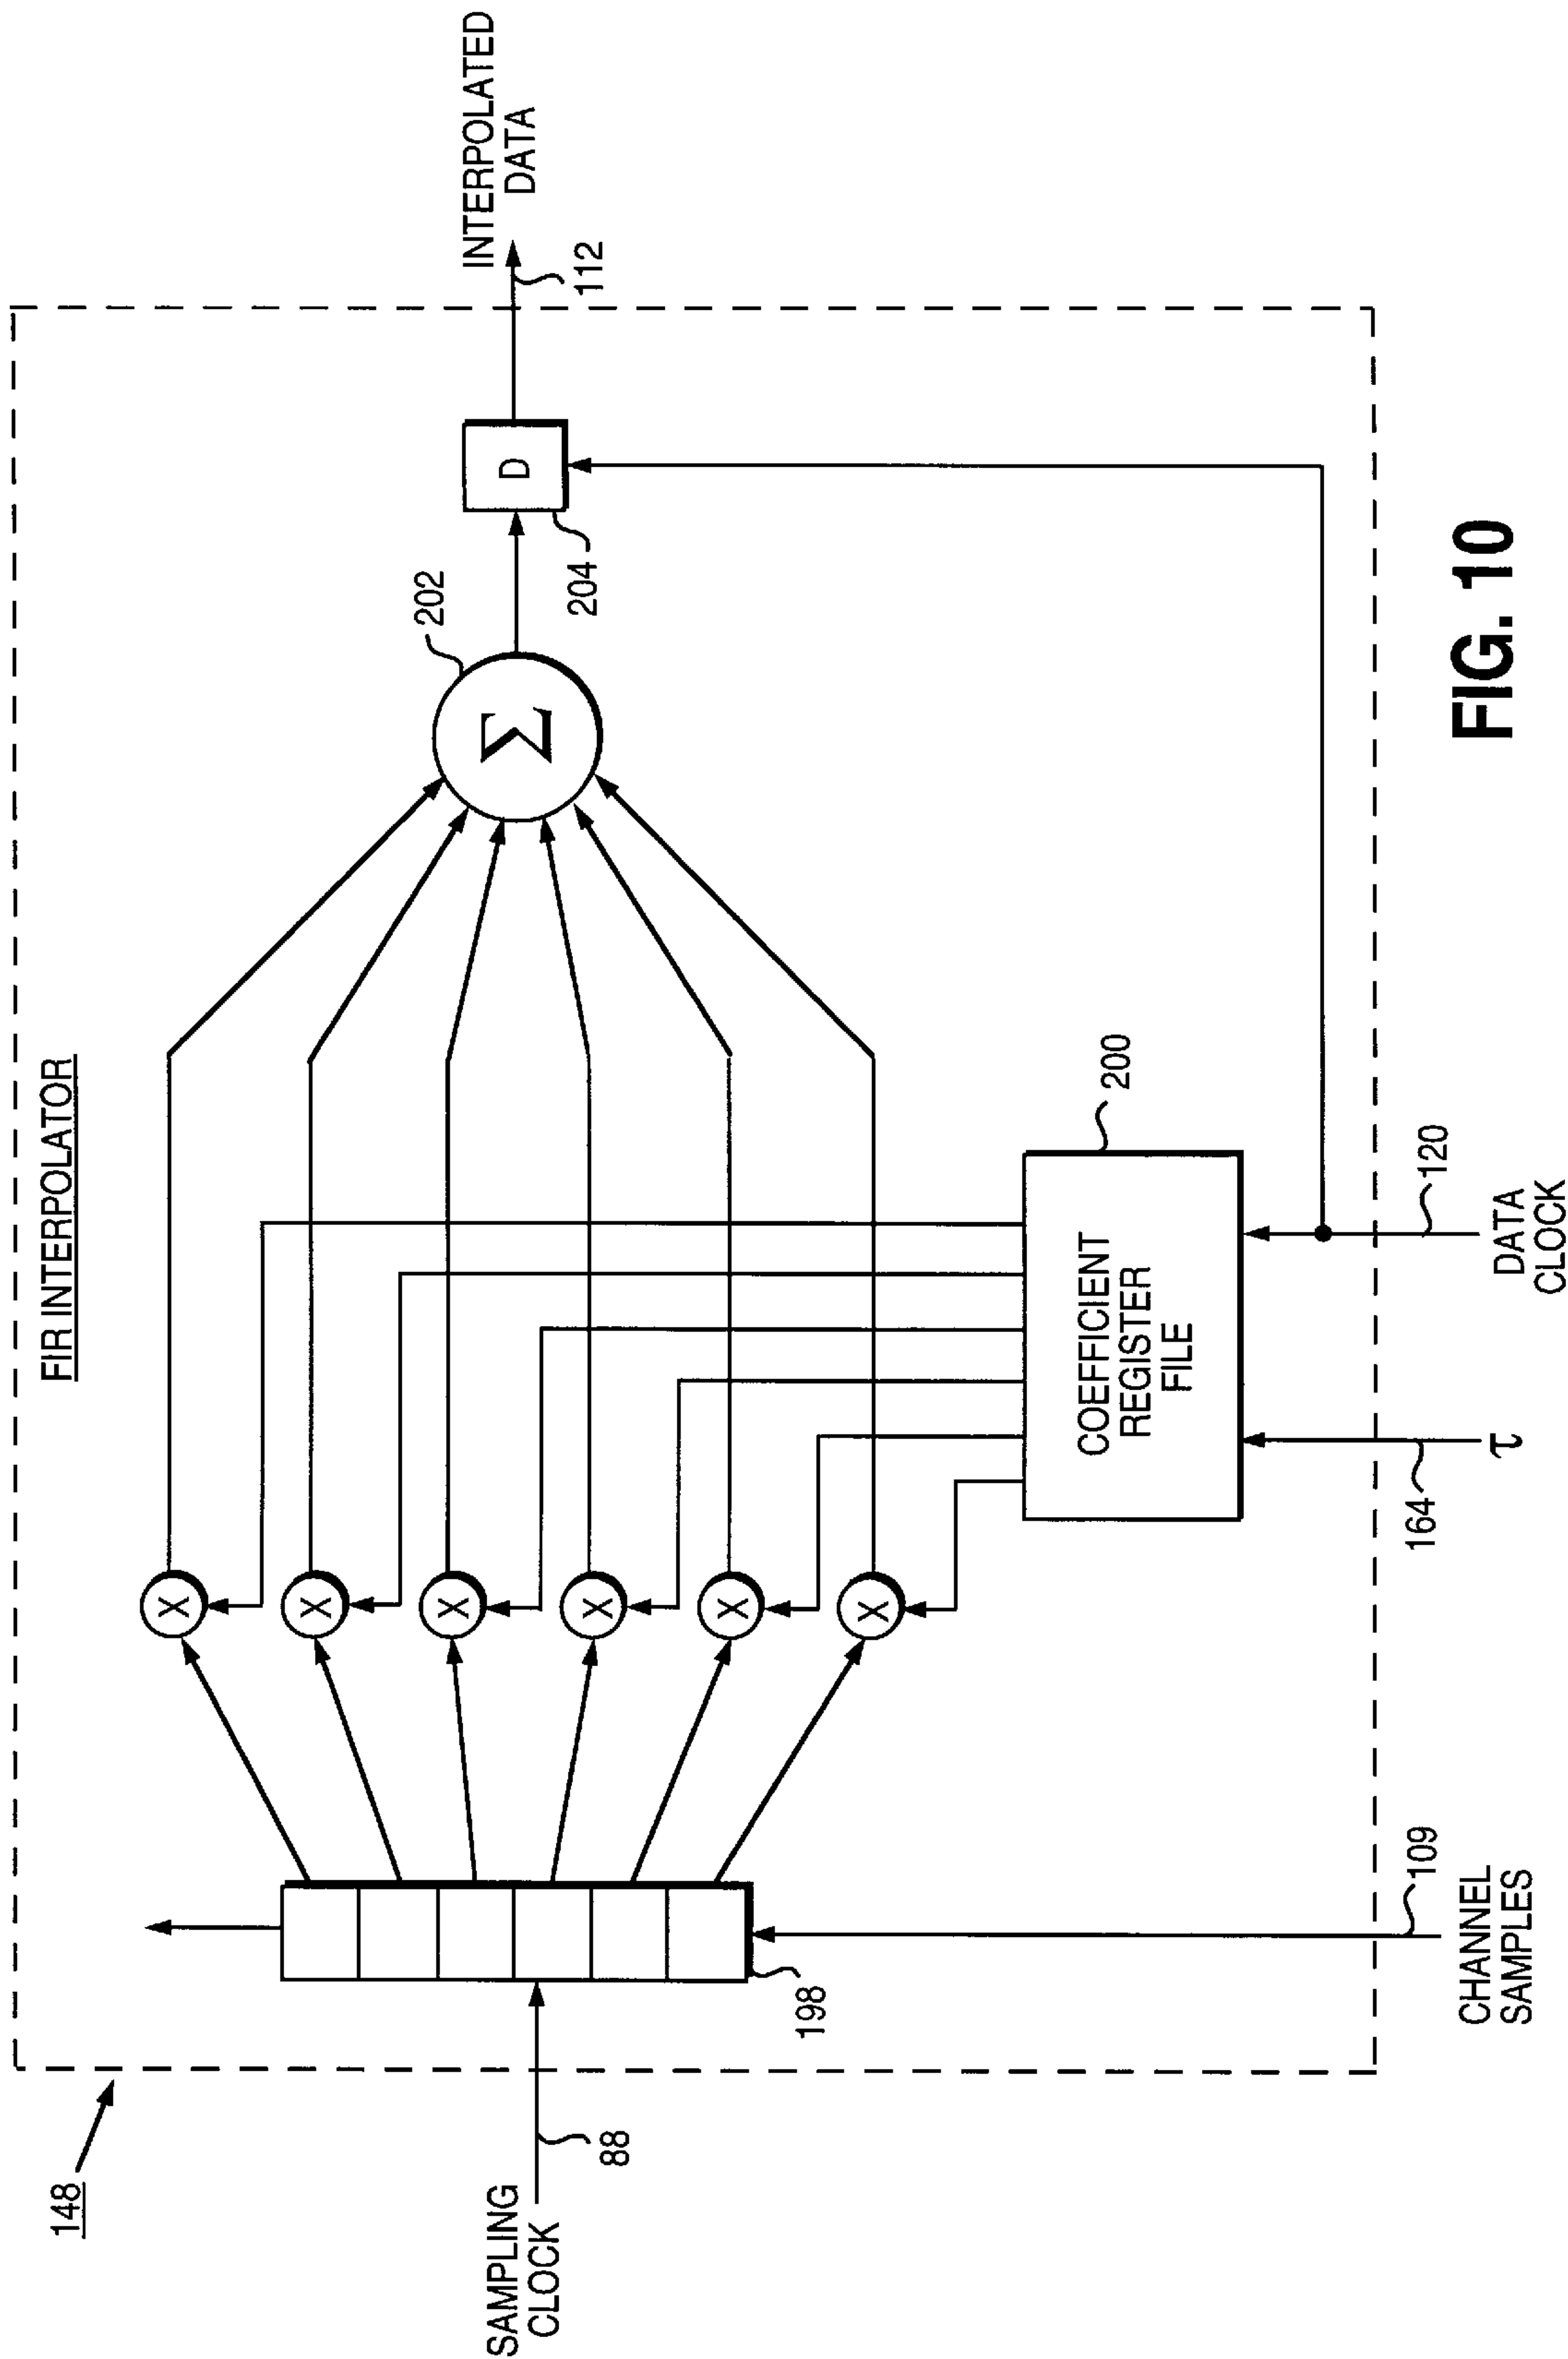 148
FIR INTERPOLATOR
SAMPLING
CLOCK
88
198
CHANNEL
SAMPLES
109
X
X
X
X
X
X
COEFFICIENT
REGISTER
FILE
200
164
τ
120
DATA
CLOCK
Σ
202
D
204
INTERPOLATED
DATA
112
FIG. 10